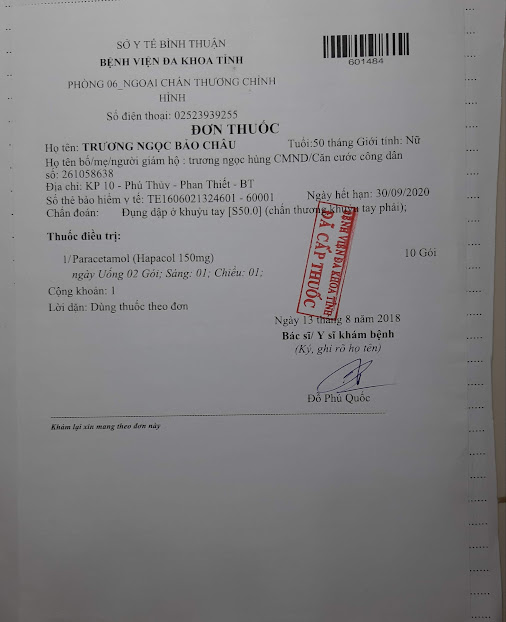 SỞ Y TẾ BÌNH THUẬN
BỆNH VIỆN ĐA KHOA TỈNH
PHÒNG 06_NGOẠI CHẤN THƯƠNG CHỈNH
HÌNH
Số điện thoại: 02523939255
601484
ĐƠN THUỐC
Họ tên: TRƯƠNG NGỌC BẢO CHÂU Tuổi:50 tháng Giới tính: Nữ
Họ tên bố/mẹ/người giám hộ : trương ngọc hùng CMND/Căn cước công dân
số: 261058638
Địa chỉ: KP 10 - Phú Thủy - Phan Thiết - BT
Số thẻ bảo hiểm y tế: TE1606021324601 - 60001 Ngày hết hạn: 30/09/2020
Chẩn đoán: Đụng dập ở khuỷu tay [S50.0] (chấn thương khuỷu tay phải);
Thuốc điều trị:
1/ Paracetamol (Hapacol 150mg) 10 Gói
ngày Uống 02 Gói; Sáng: 01; Chiều: 01;
Cộng khoản: 1
Lời dặn: Dùng thuốc theo đơn
BỆNH VIỆN ĐA KHOA TỈNH
ĐÃ CẤP THUỐC
Ngày 13 tháng 8 năm 2018
Bác sĩ/ Y sĩ khám bệnh
(Ký, ghi rõ họ tên)
Đỗ Phú Quốc
Khám lại xin mang theo đơn này